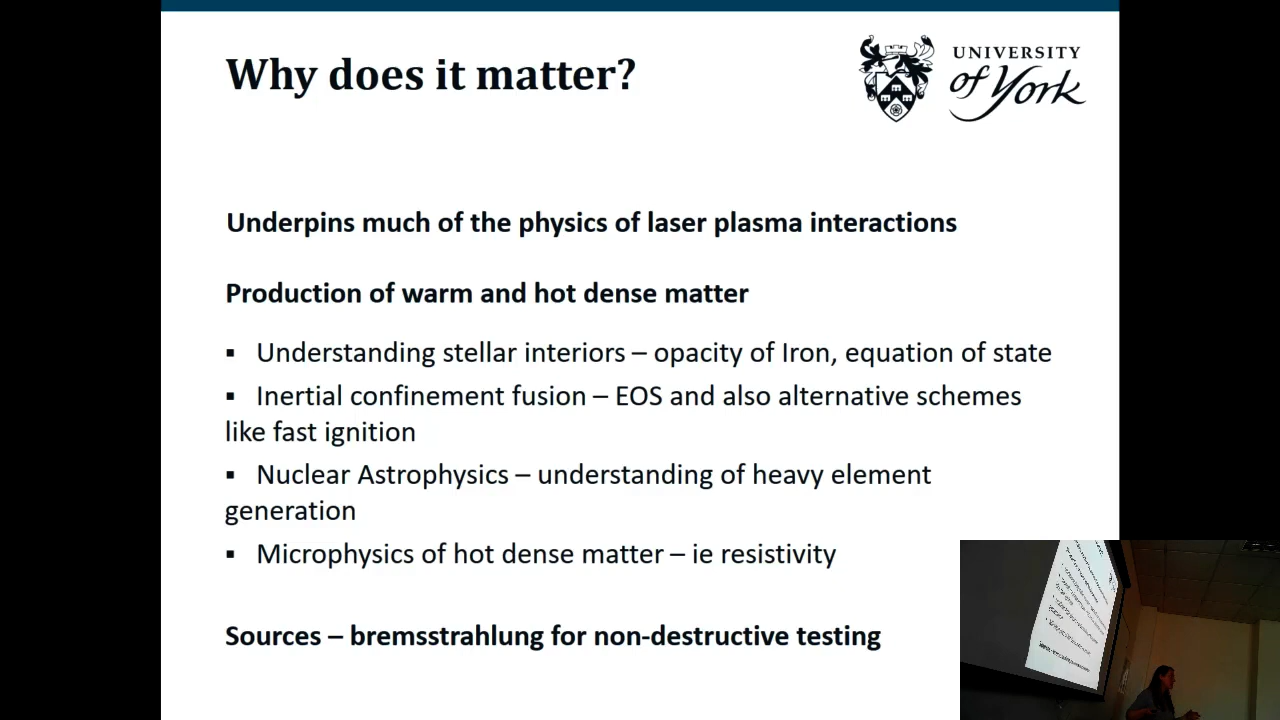 Why does it matter?
UNIVERSITY
of York
Underpins much of the physics of laser plasma interactions
Production of warm and hot dense matter
▪ Understanding stellar interiors – opacity of Iron, equation of state
▪ Inertial confinement fusion – EOS and also alternative schemes
like fast ignition
▪ Nuclear Astrophysics – understanding of heavy element
generation
▪ Microphysics of hot dense matter – ie resistivity
Sources – bremsstrahlung for non-destructive testing